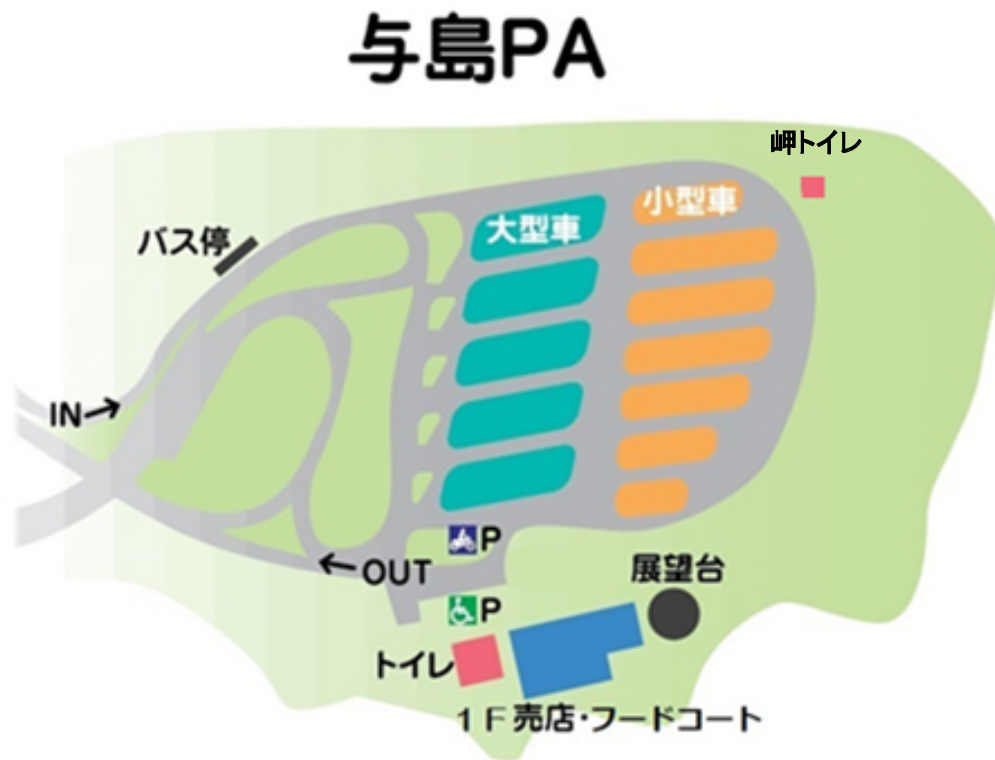 与島PA
岬トイレ
小型車
大型車
バス停
IN→
P
←OUT
展望台
P
トイレ
1F売店・フードコート